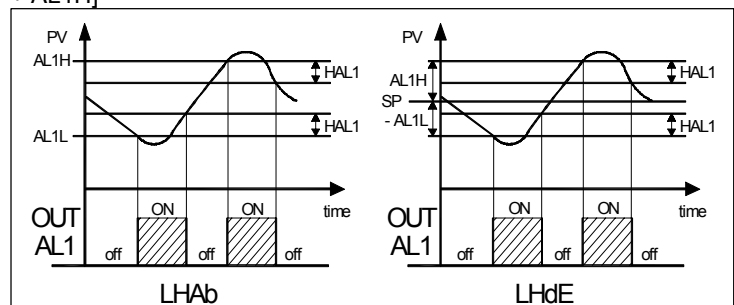 > AL1H]
PV
AL1H
HAL1
HAL1
AL1L
time
OUT
AL1
off
ON
off
ON
off
LHAb
PV
AL1H
SP
- AL1L
HAL1
HAL1
time
OUT
AL1
off
ON
off
ON
off
LHdE